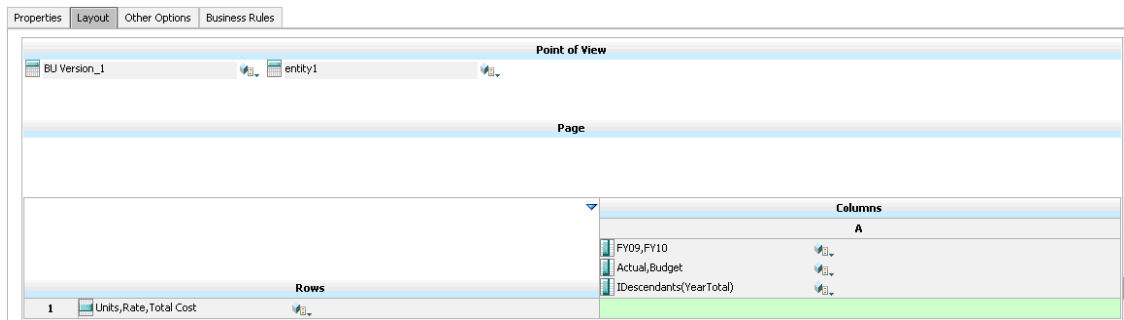 Properties Layout Other Options Business Rules
Point of View
BU Version_1 entity1
Page
Columns
A
FY09,FY10
Actual,Budget
Rows IDescendants(YearTotal)
1 Units,Rate,Total Cost